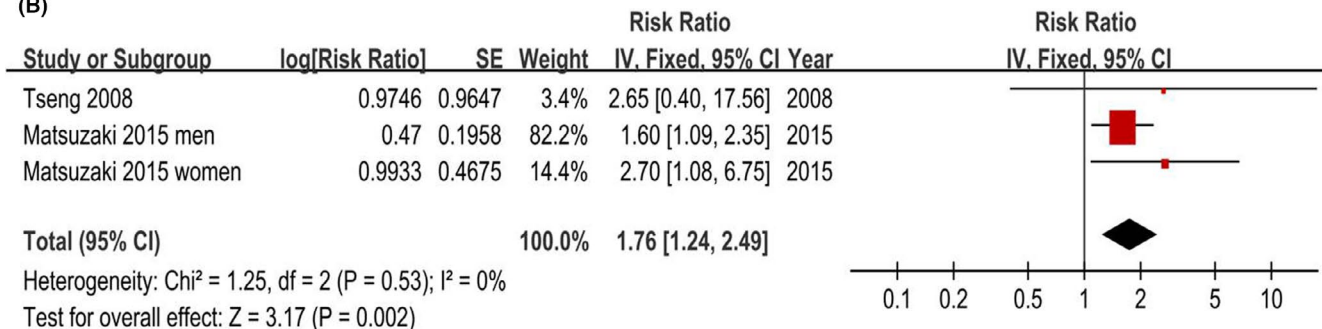 (B)
Risk Ratio Risk Ratio
Study or Subgroup log[Risk Ratio] SE Weight IV, Fixed, 95% CI Year IV, Fixed, 95% CI
Tseng 2008 0.9746 0.9647 3.4% 2.65 [0.40, 17.56] 2008
Matsuzaki 2015 men 0.47 0.1958 82.2% 1.60 [1.09, 2.35] 2015
Matsuzaki 2015 women 0.9933 0.4675 14.4% 2.70 [1.08, 6.75] 2015
Total (95% CI) 100.0% 1.76 [1.24, 2.49]
Heterogeneity: Chi² = 1.25, df = 2 (P = 0.53); I² = 0%
Test for overall effect: Z = 3.17 (P = 0.002)
0.1 0.2 0.5 1 2 5 10